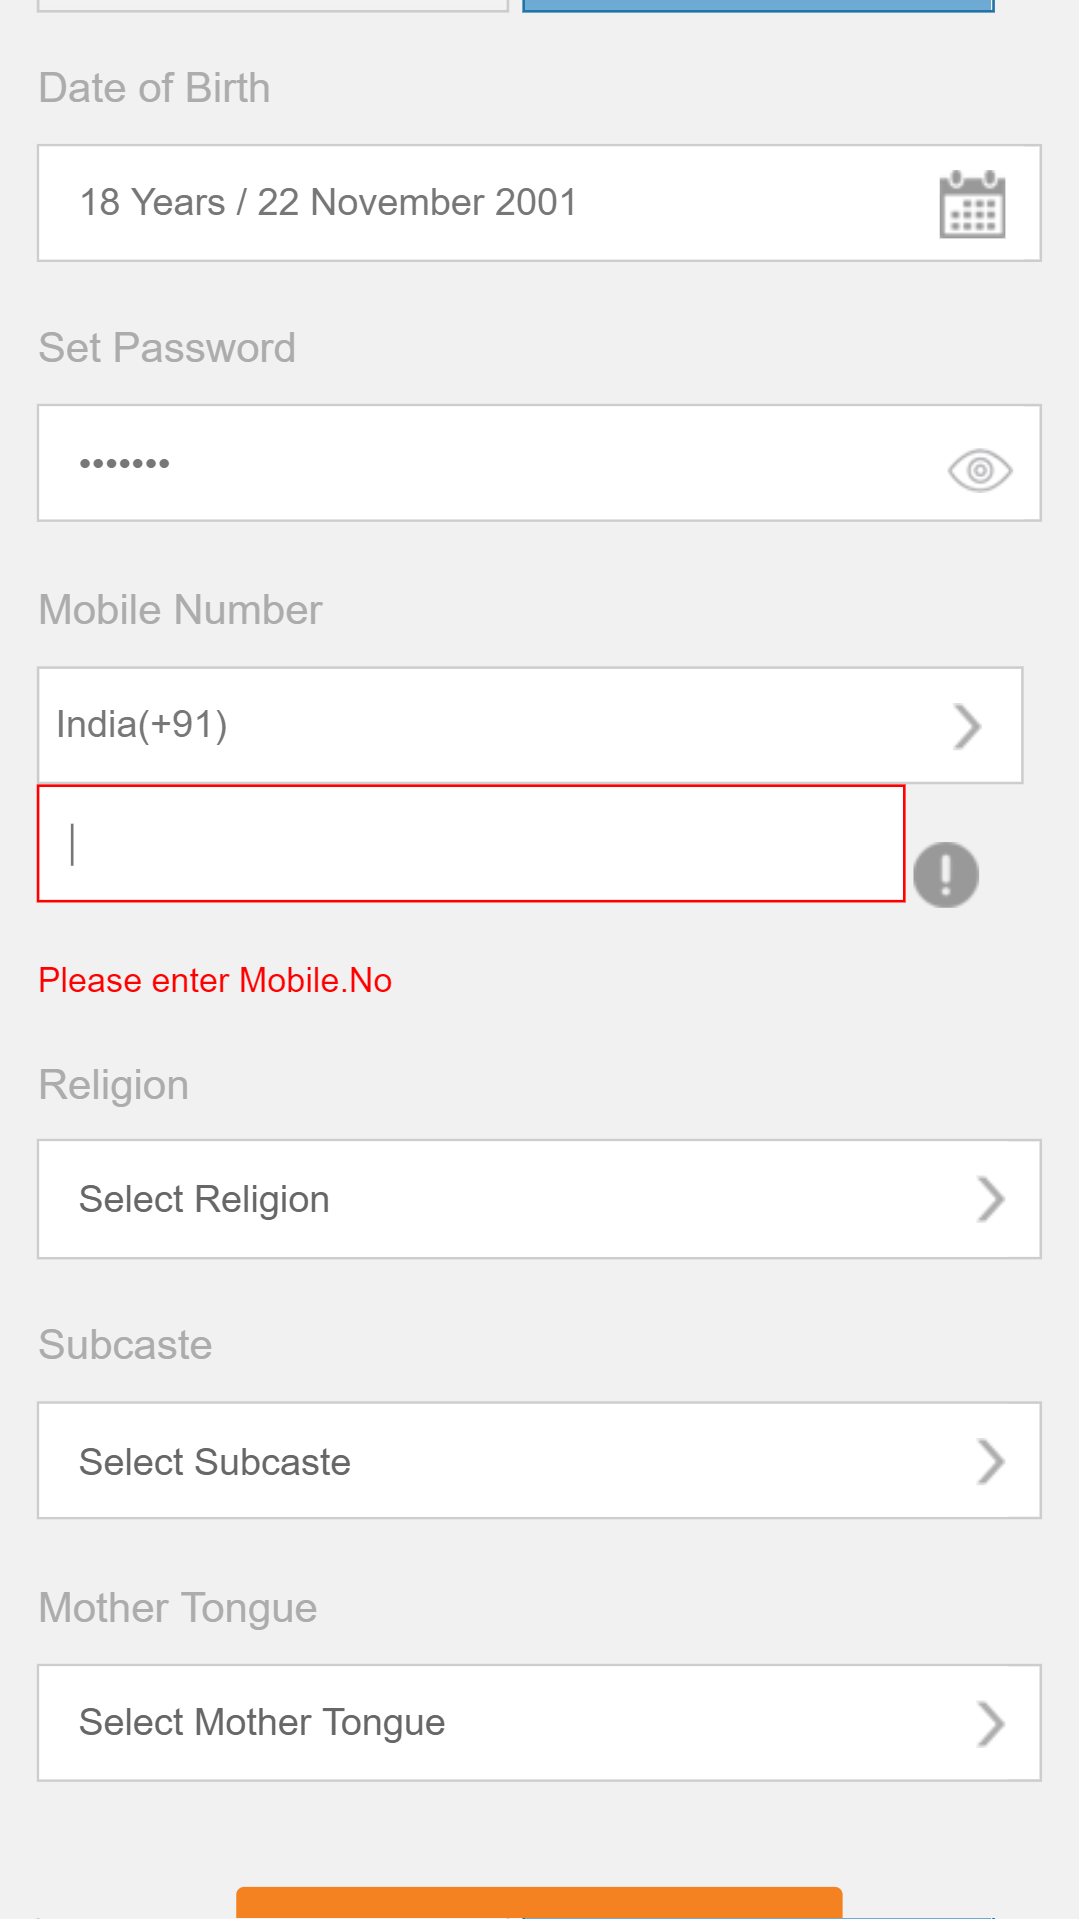 Date of Birth
18 Years / 22 November 2001
Set Password
•••••••
Mobile Number
India(+91)
Please enter Mobile.No
Religion
Select Religion
Subcaste
Select Subcaste
Mother Tongue
Select Mother Tongue